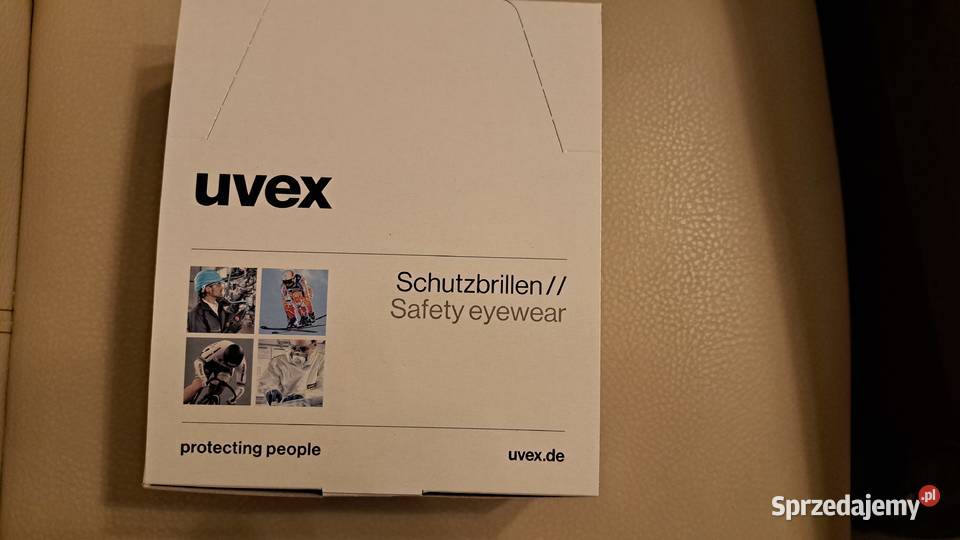 uvex
Schutzbrillen//
Safety eyewear
protecting people
uvex.de
Sprzedajemy.pl